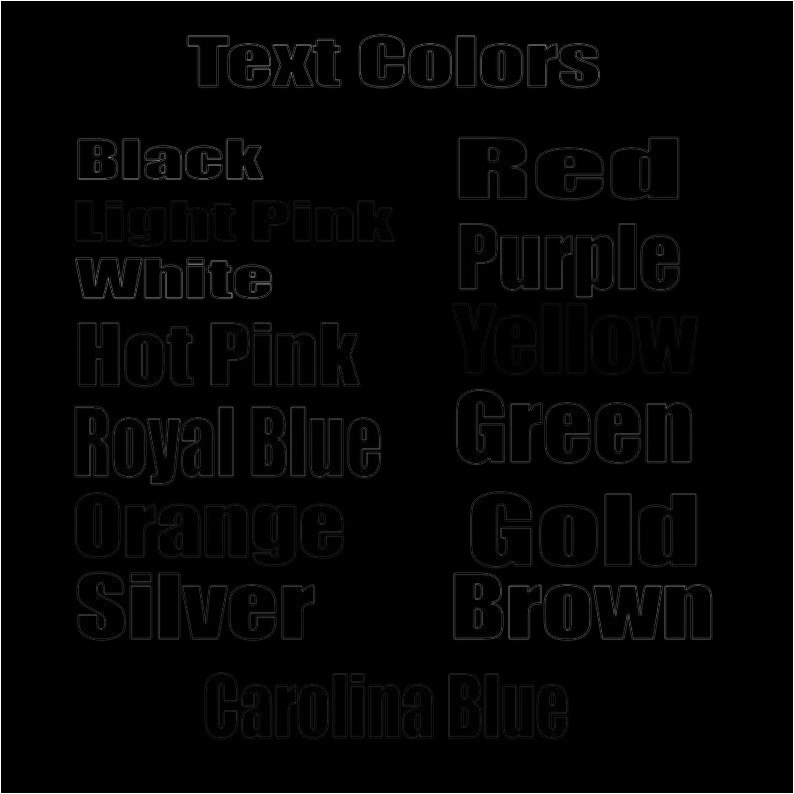 Text Colors
Black
Light Pink
White
Hot Pink
Royal Blue
Orange
Silver
Red
Purple
Yellow
Green
Gold
Brown
Carolina Blue